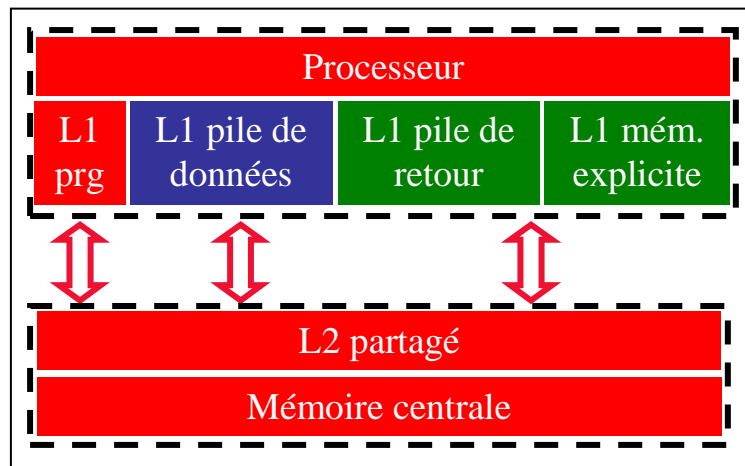 Processeur
L1
prg
L1 pile de
données
L1 pile de
retour
L1 mém.
explicite
L2 partagé
Mémoire centrale